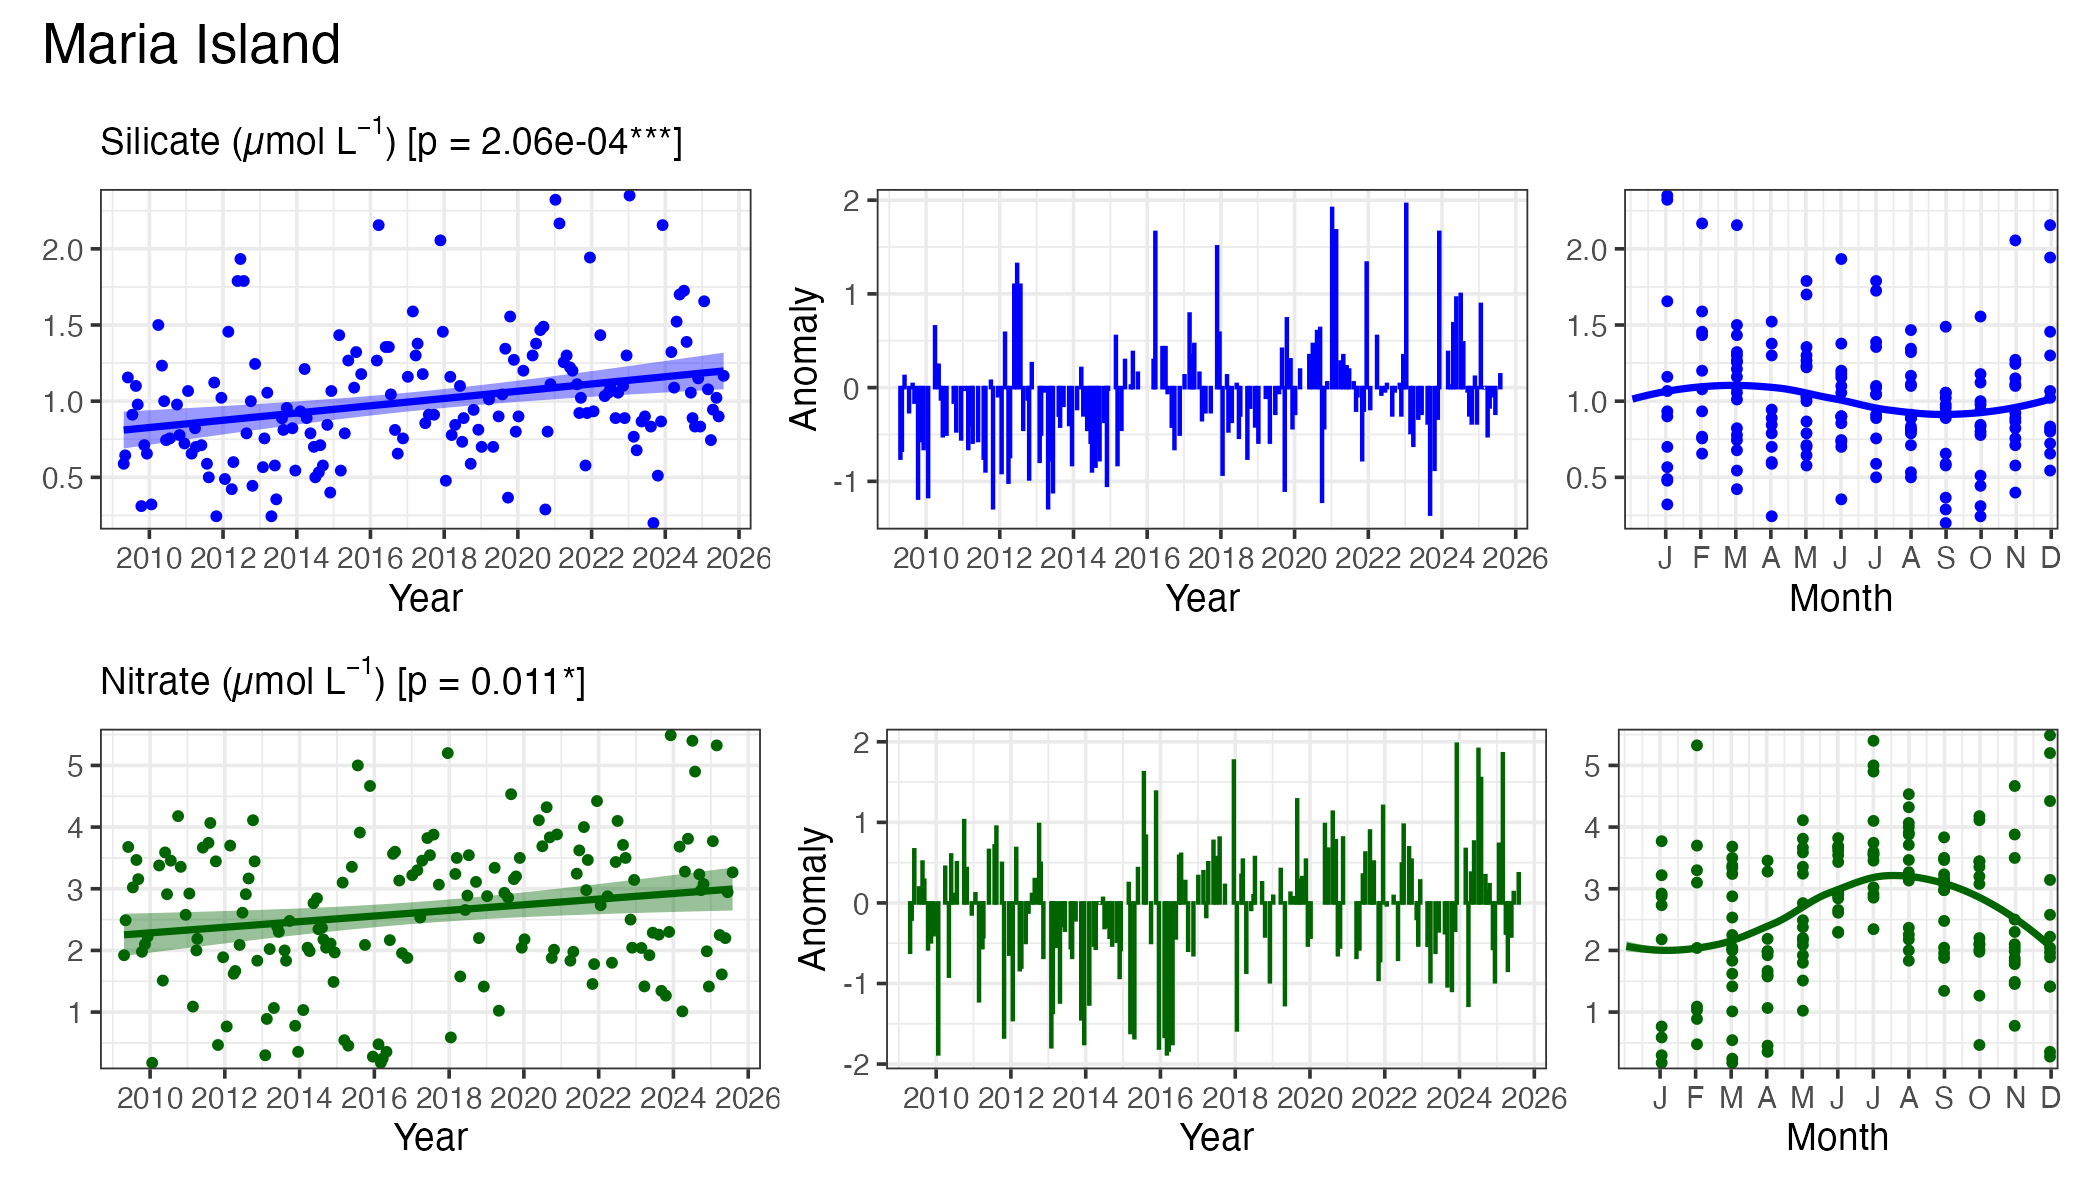 Maria Island
Silicate (µmol L⁻¹) [p = 2.06e-04***]
2.0
1.5
1.0
0.5
2010 2012 2014 2016 2018 2020 2022 2024 2026
Year
Anomaly
2
1
0
-1
2010 2012 2014 2016 2018 2020 2022 2024 2026
Year
2.0
1.5
1.0
0.5
J F M A M J J A S O N D
Month
Nitrate (µmol L⁻¹) [p = 0.011*]
5
4
3
2
1
2010 2012 2014 2016 2018 2020 2022 2024 2026
Year
Anomaly
2
1
0
-1
-2
2010 2012 2014 2016 2018 2020 2022 2024 2026
Year
5
4
3
2
1
J F M A M J J A S O N D
Month